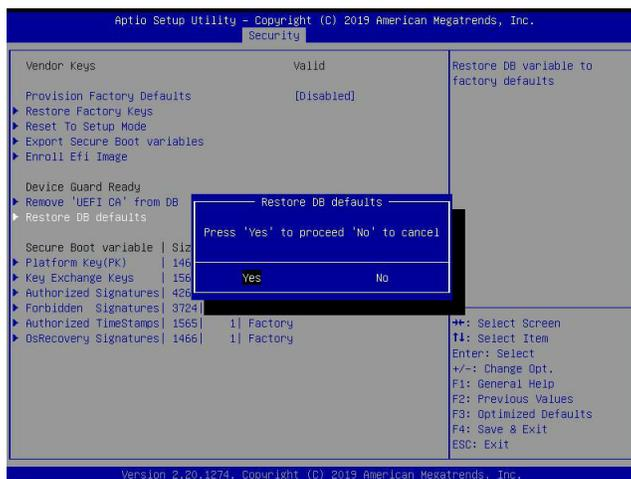 Aptio Setup Utility – Copyright (C) 2019 American Megatrends, Inc.
Security
Vendor Keys Valid
Provision Factory Defaults [Disabled]
Restore Factory Keys
Reset To Setup Mode
Export Secure Boot variables
Enroll Efi Image
Device Guard Ready
Remove 'UEFI CA' from DB
Restore DB defaults
Secure Boot variable | Siz
Platform Key(PK) | 146
Key Exchange Keys | 156
Authorized Signatures| 426
Forbidden Signatures| 3724|
Authorized TimeStamps| 1565| 1| Factory
OsRecovery Signatures| 1466| 1| Factory
Restore DB defaults
Press 'Yes' to proceed 'No' to cancel
Yes No
Restore DB variable to
factory defaults
→←: Select Screen
↑↓: Select Item
Enter: Select
+/-: Change Opt.
F1: General Help
F2: Previous Values
F3: Optimized Defaults
F4: Save & Exit
ESC: Exit
Version 2.20.1274. Copyright (C) 2019 American Megatrends, Inc.